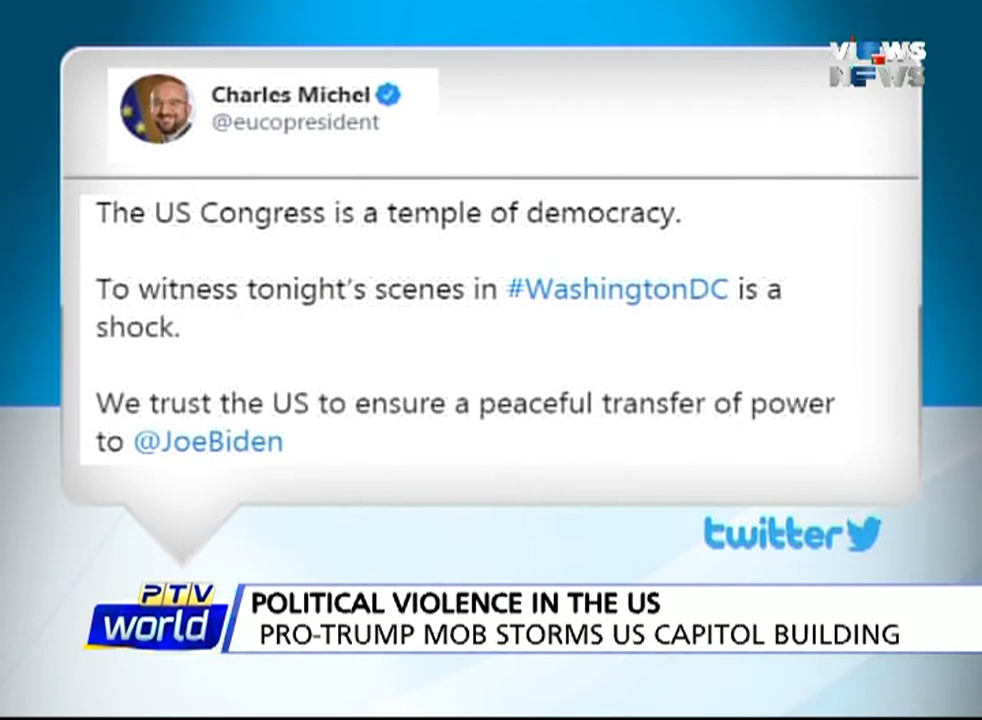 VIEWS
NEWS
Charles Michel
@eucopresident
The US Congress is a temple of democracy.
To witness tonight's scenes in #WashingtonDC is a
shock.
We trust the US to ensure a peaceful transfer of power
to @JoeBiden
twitter
PTV
world
POLITICAL VIOLENCE IN THE US
PRO-TRUMP MOB STORMS US CAPITOL BUILDING